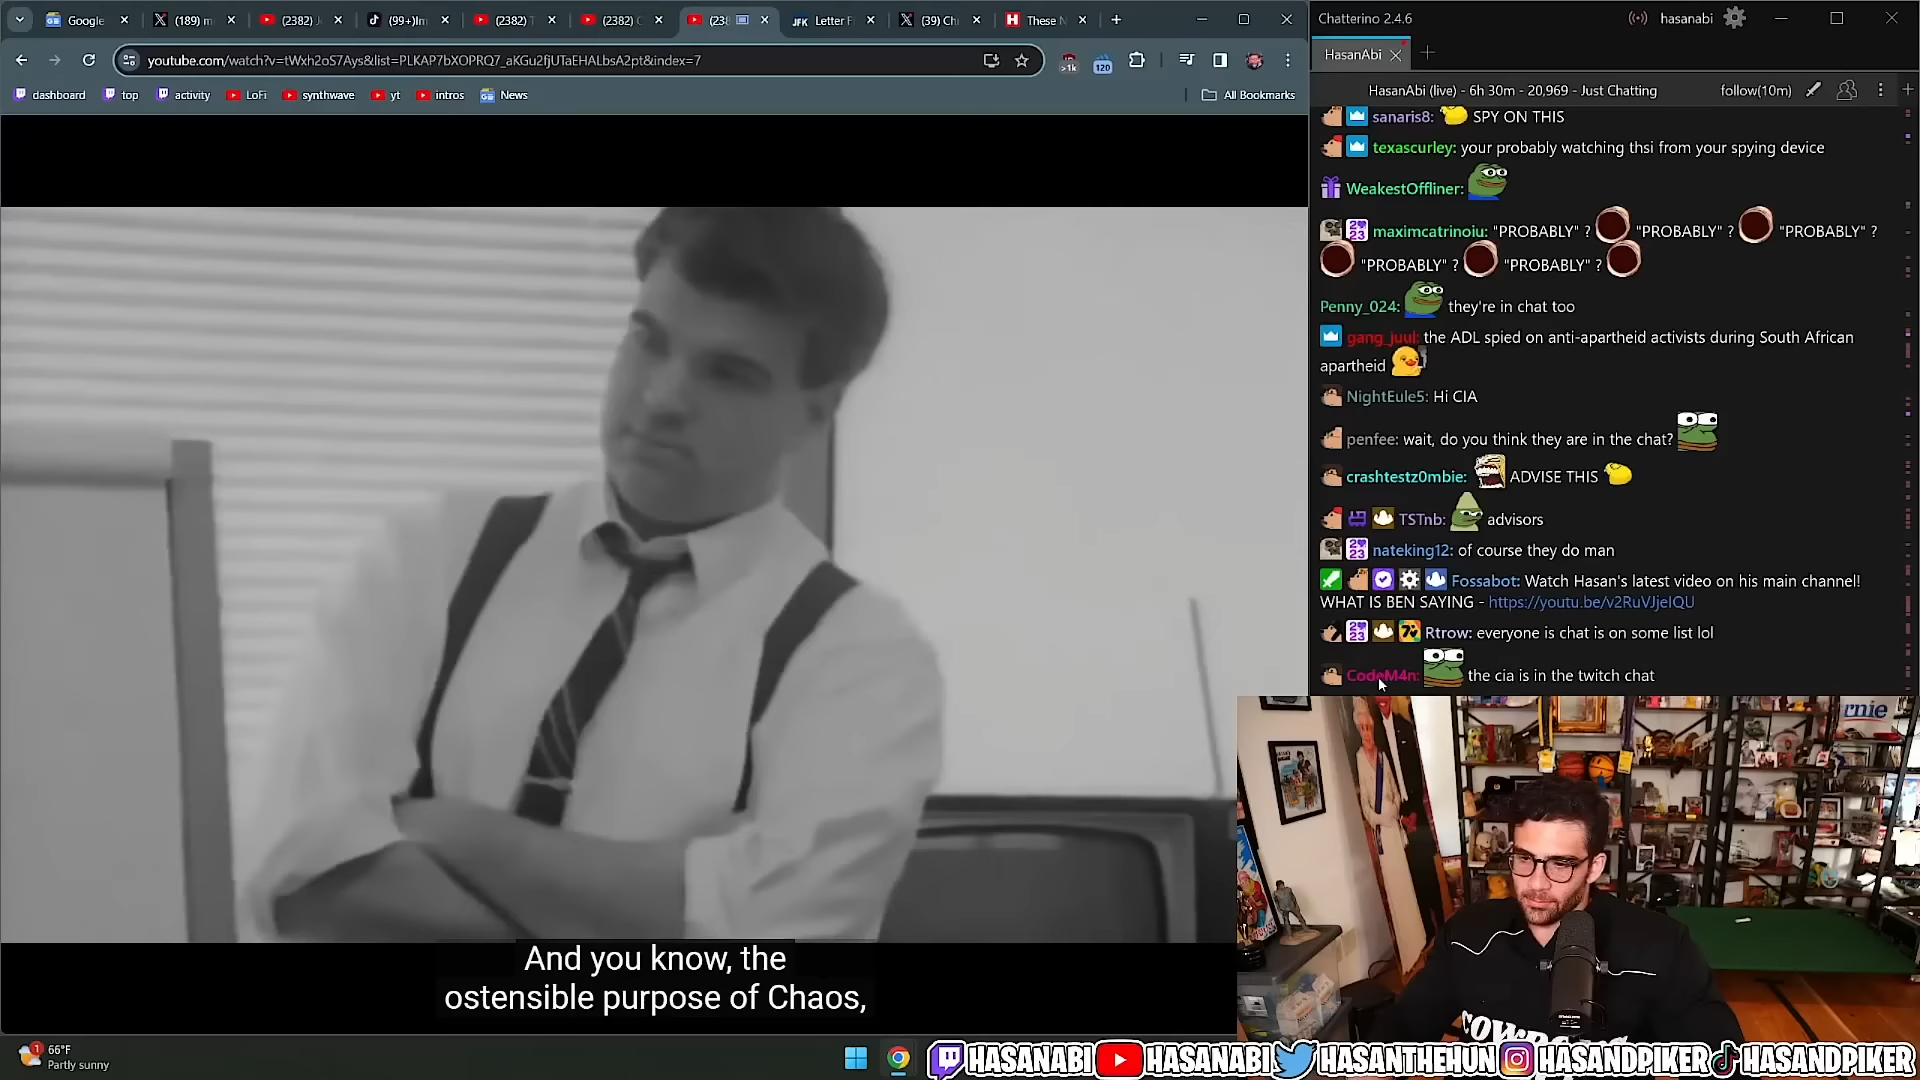 Google
(189) m
(2382) J
(99+)Im
(2382) T
(2382) C
(238
JFK Letter F
(39) Ch
H These N
youtube.com/watch?v=tWxh2oS7Ays&list=PLKAP7bXOPRQ7_aKGu2fjUTaEHALbsA2pt&index=7
>1k
120
dashboard
top
activity
LoFi
synthwave
yt
intros
News
All Bookmarks
And you know, the
ostensible purpose of Chaos,
Chatterino 2.4.6
hasanabi
HasanAbi
HasanAbi (live) - 6h 30m - 20,969 - Just Chatting
follow(10m)
sanaris8: SPY ON THIS
texascurley: your probably watching thsi from your spying device
WeakestOffliner:
maximcatrinoiu: "PROBABLY" ? "PROBABLY" ? "PROBABLY" ?
"PROBABLY" ? "PROBABLY" ?
Penny_024: they're in chat too
gang_juul: the ADL spied on anti-apartheid activists during South African
apartheid
NightEule5: Hi CIA
penfee: wait, do you think they are in the chat?
crashtestz0mbie: ADVISE THIS
TSTnb: advisors
nateking12: of course they do man
Fossabot: Watch Hasan's latest video on his main channel!
WHAT IS BEN SAYING - https://youtu.be/v2RuVJjeIQU
Rtrow: everyone is chat is on some list lol
CodeM4n: the cia is in the twitch chat
rnie
1
66°F
Partly sunny
HASANABI
HASANABI
HASANTHEHUN
HASANDPIKER
HASANDPIKER